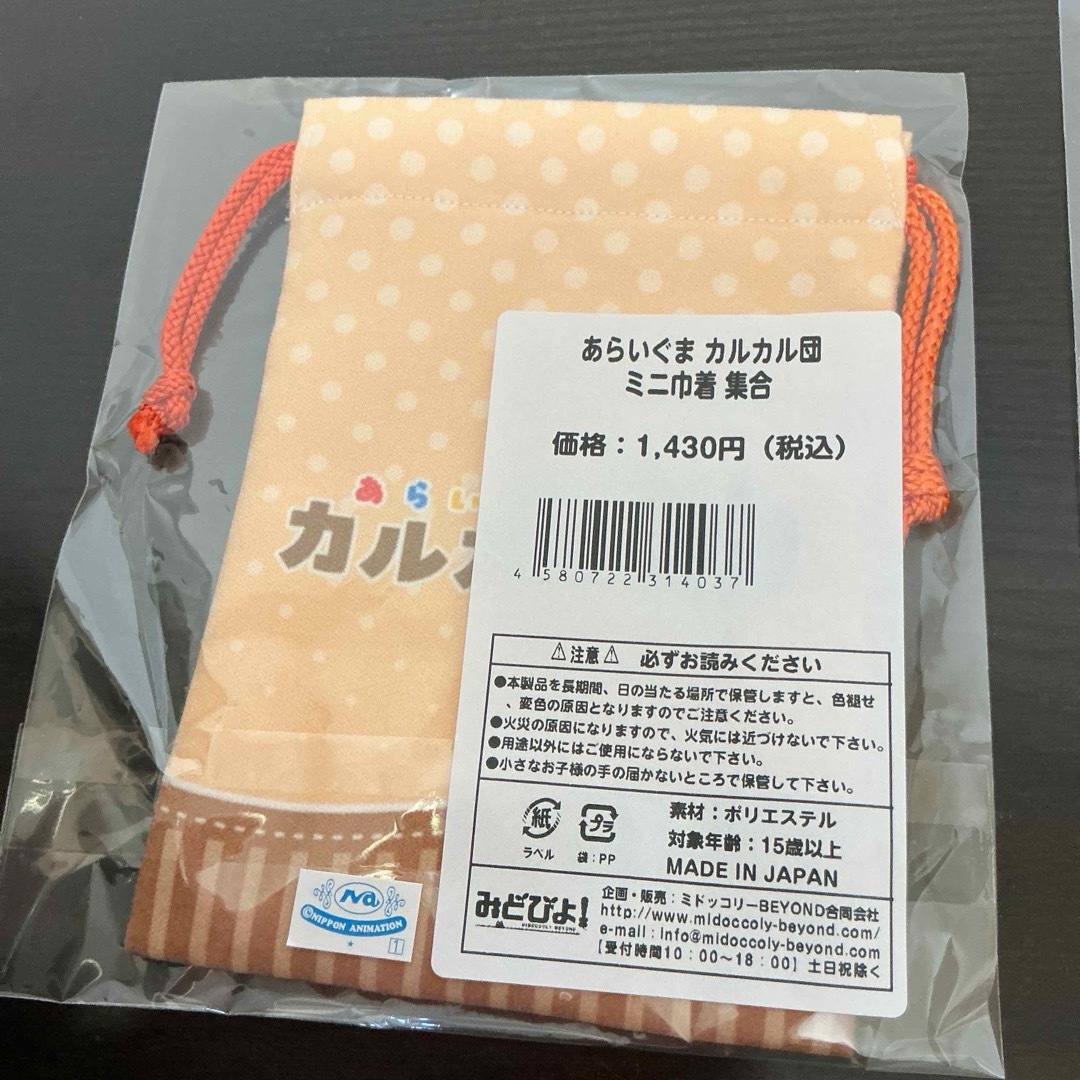 あらいぐま カルカル団
ミニ巾着 集合
価格：1,430円（税込）
あらい
カルカ
4 580722 314037
⚠注意⚠ 必ずお読みください
●本製品を長期間、日の当たる場所で保管しますと、色褪せ
、変色の原因となりますのでご注意ください。
●火災の原因になりますので、火気には近づけないで下さい。
●用途以外にはご使用にならないで下さい。
●小さなお子様の手の届かないところで保管して下さい。
紙
ラベル
プラ
袋：PP
素材：ポリエステル
対象年齢：15歳以上
MADE IN JAPAN
みどびよ!
MIDOCCOLY BEYOND
企画・販売：ミドッコリーBEYOND合同会社
http://www.midoccoly-beyond.com/
e-mail：info@midoccoly-beyond.com
【受付時間10：00～18：00】土日祝除く
Na
©NIPPON ANIMATION
1